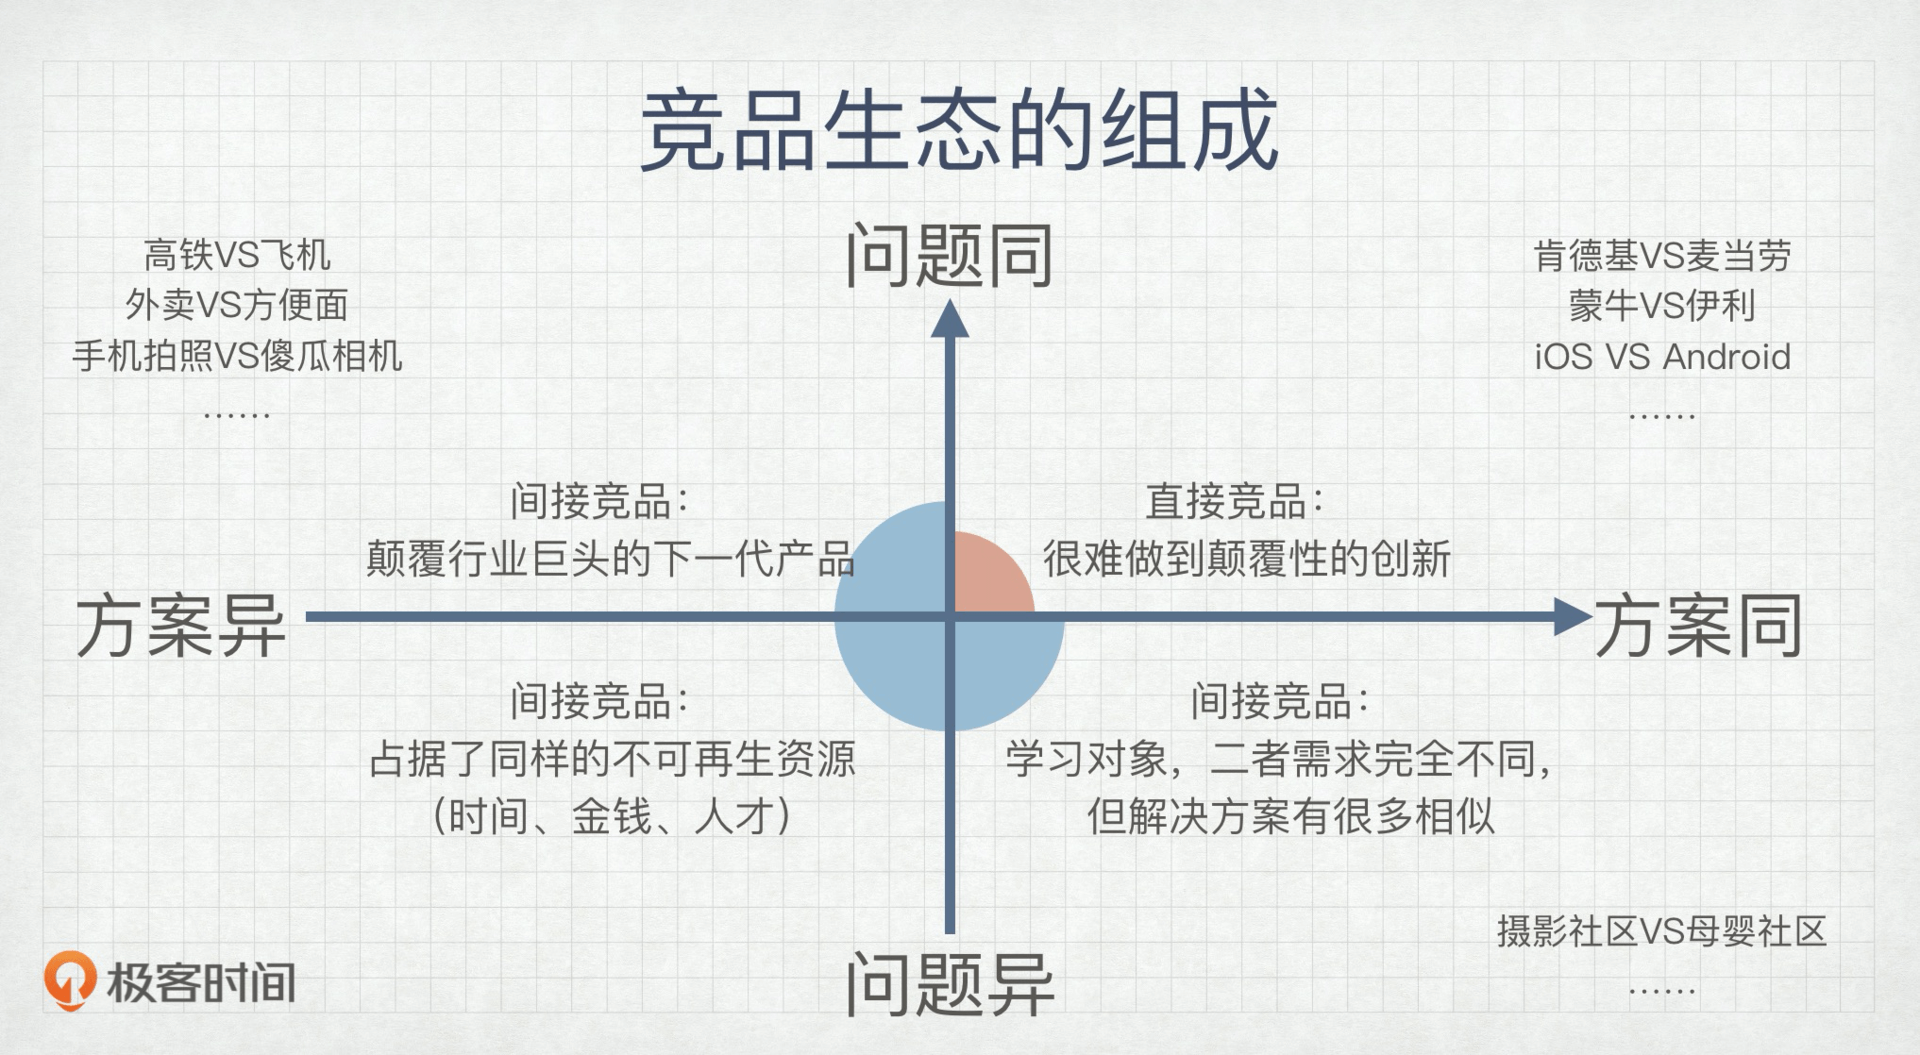 竞品生态的组成
问题同
高铁VS飞机
外卖VS方便面
手机拍照VS傻瓜相机
……
肯德基VS麦当劳
蒙牛VS伊利
iOS VS Android
……
间接竞品：
颠覆行业巨头的下一代产品
直接竞品：
很难做到颠覆性的创新
方案异
方案同
间接竞品：
占据了同样的不可再生资源
（时间、金钱、人才）
间接竞品：
学习对象，二者需求完全不同，
但解决方案有很多相似
摄影社区VS母婴社区
……
问题异
极客时间